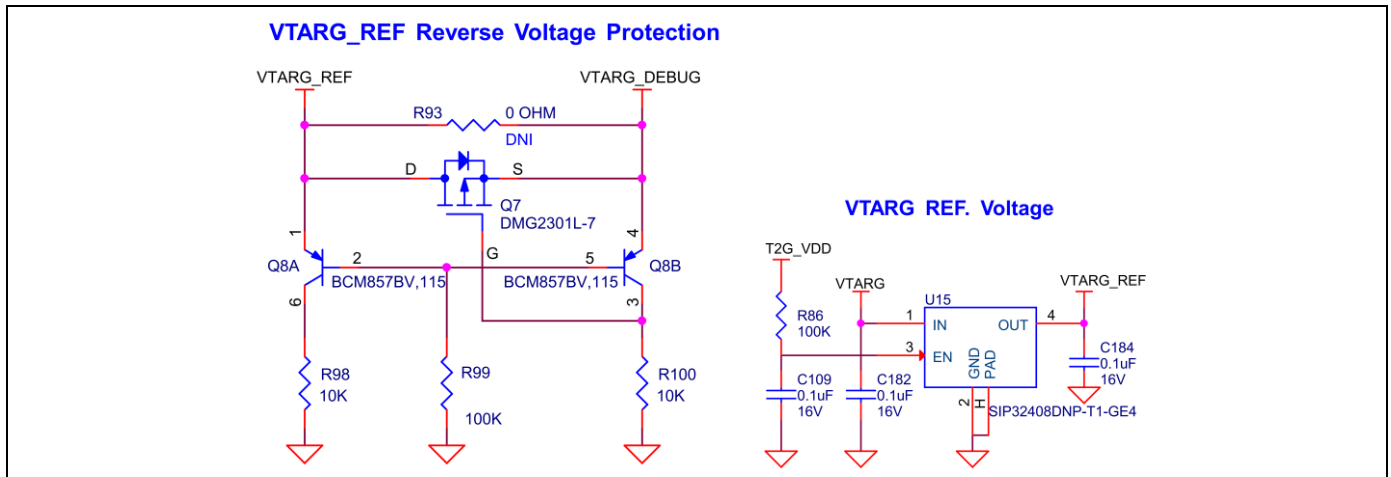 VTARG_REF Reverse Voltage Protection
VTARG_REF
VTARG_DEBUG
R93
0 OHM
DNI
D
S
Q7
DMG2301L-7
G
1
4
Q8A
2
5
Q8B
BCM857BV,115
BCM857BV,115
6
3
R98
10K
R99
100K
R100
10K
VTARG REF. Voltage
T2G_VDD
VTARG
VTARG_REF
U15
R86
100K
1
IN
OUT
4
3
EN
GND
PAD
C184
0.1uF
16V
C109
0.1uF
16V
C182
0.1uF
16V
2
H
SIP32408DNP-T1-GE4